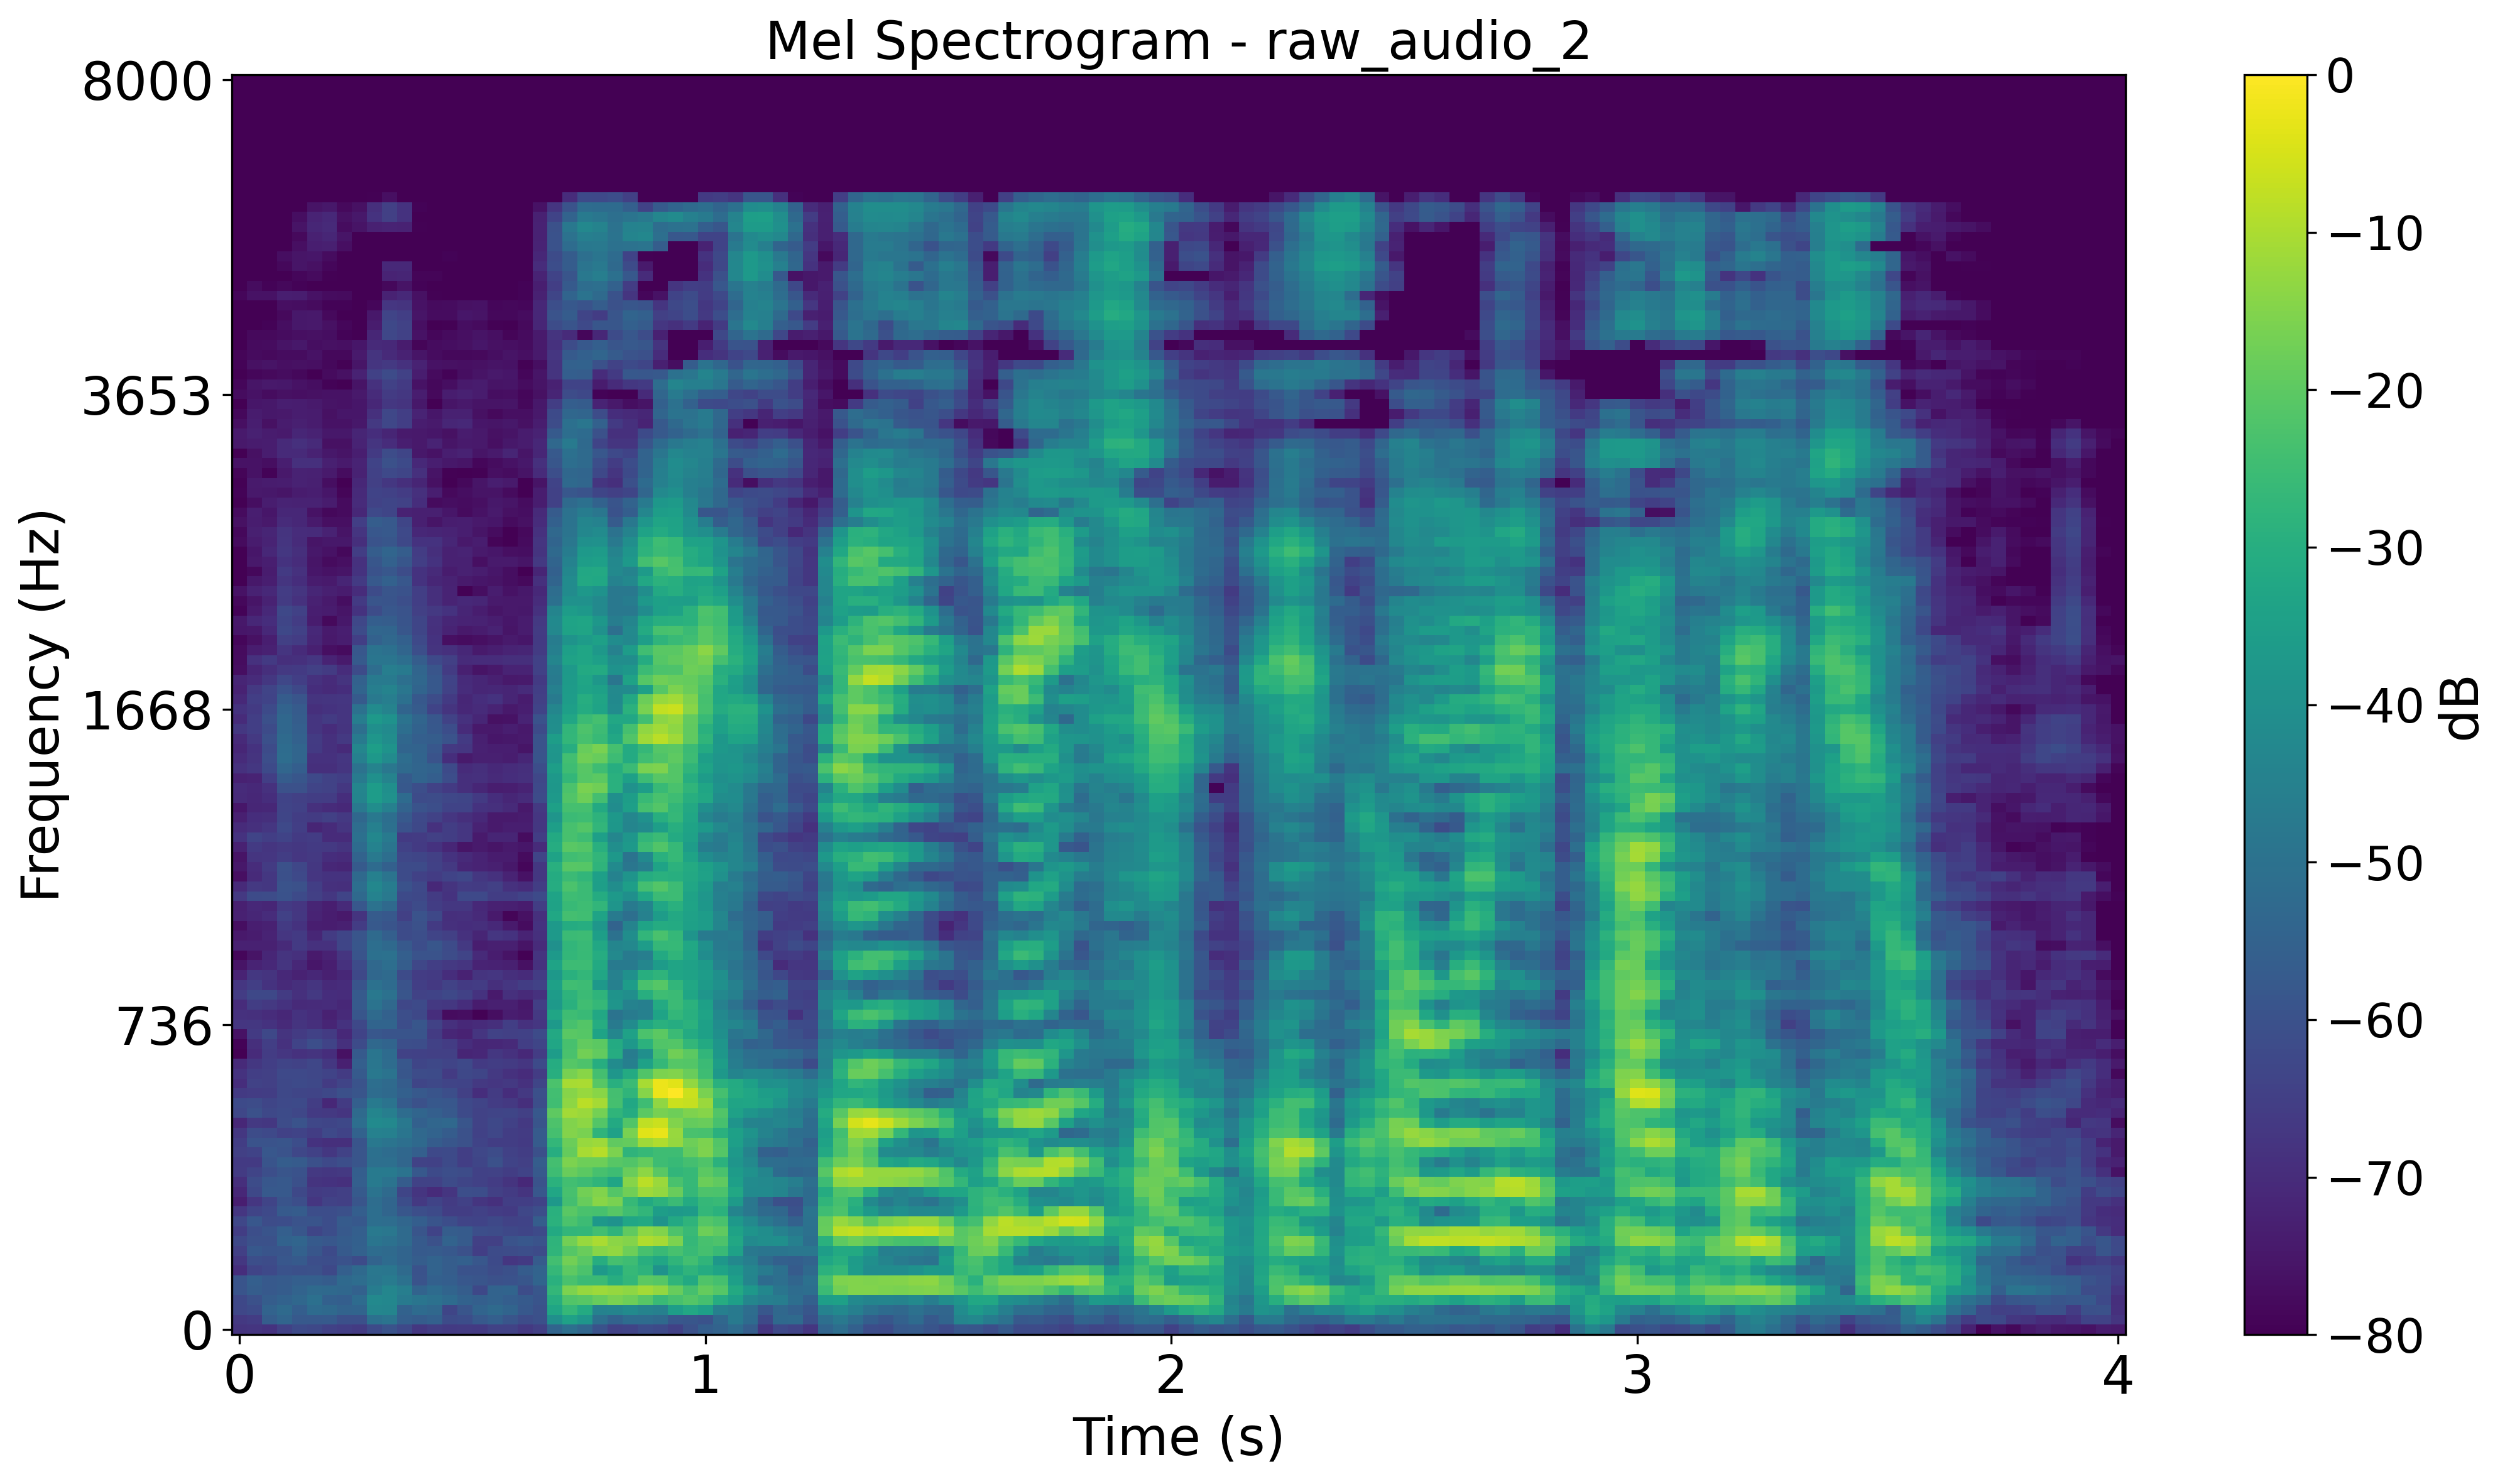 Mel Spectrogram - raw_audio_2
8000
3653
1668
736
0
Frequency (Hz)
0 1 2 3 4
Time (s)
0
−10
−20
−30
−40
−50
−60
−70
−80
dB